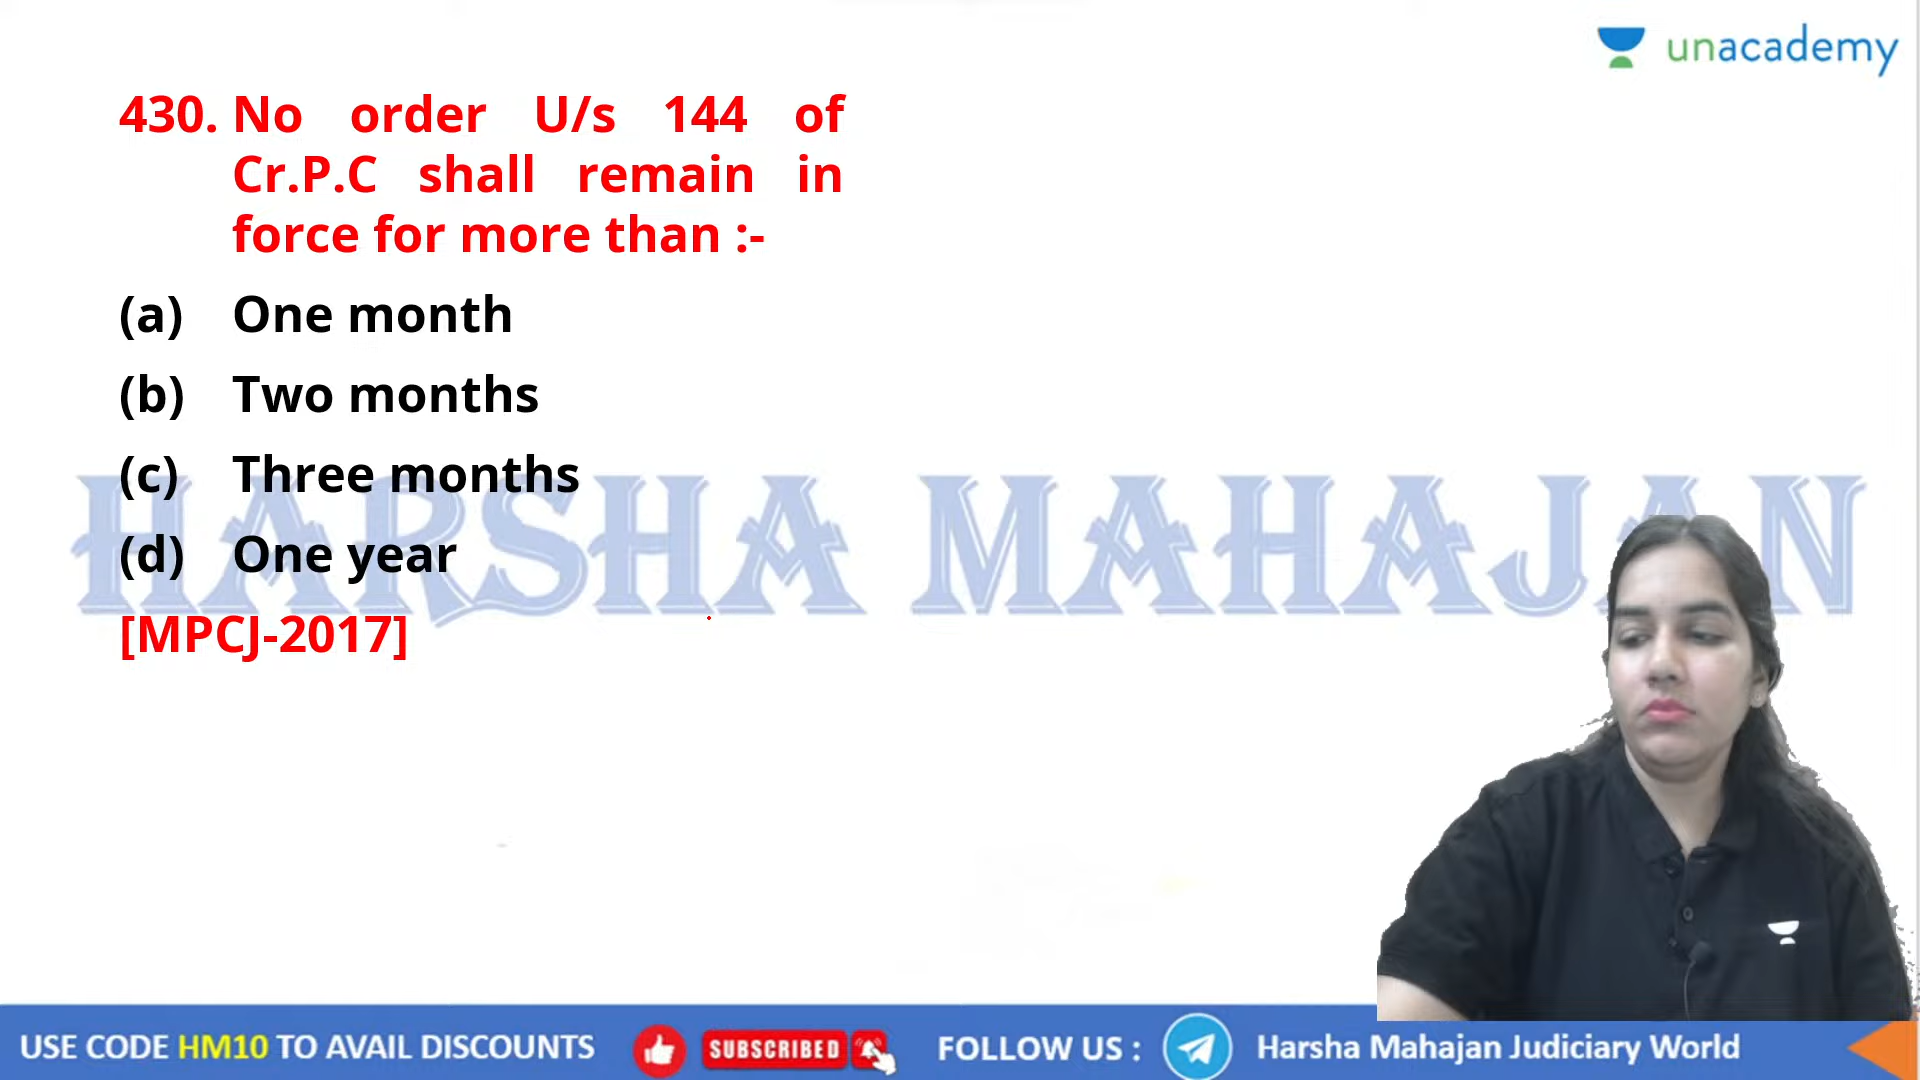 unacademy
430. No order U/s 144 of
Cr.P.C shall remain in
force for more than :-
(a) One month
(b) Two months
(c) Three months
(d) One year
[MPCJ-2017]
HARSHA MAHAJAN
USE CODE HM10 TO AVAIL DISCOUNTS
SUBSCRIBED
FOLLOW US :
Harsha Mahajan Judiciary World